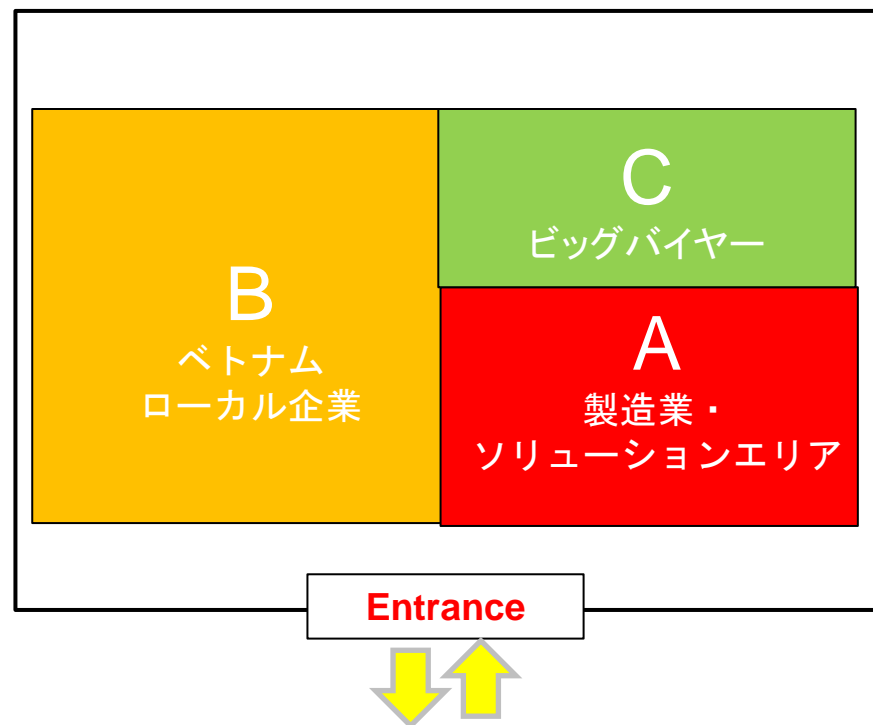 C
ビッグバイヤー
B
ベトナム
ローカル企業
A
製造業・
ソリューションエリア
Entrance